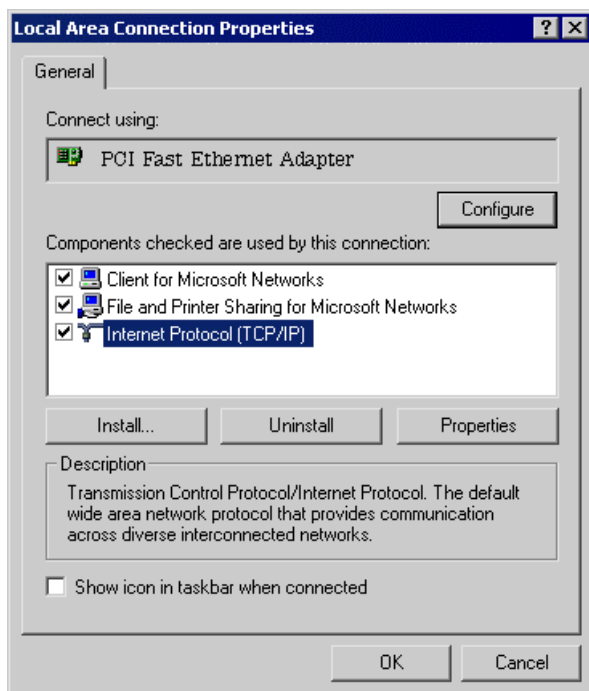 Local Area Connection Properties
General
Connect using:
PCI Fast Ethernet Adapter
Configure
Components checked are used by this connection:
Client for Microsoft Networks
File and Printer Sharing for Microsoft Networks
Internet Protocol (TCP/IP)
Install...
Uninstall
Properties
Description
Transmission Control Protocol/Internet Protocol. The default
wide area network protocol that provides communication
across diverse interconnected networks.
Show icon in taskbar when connected
OK
Cancel